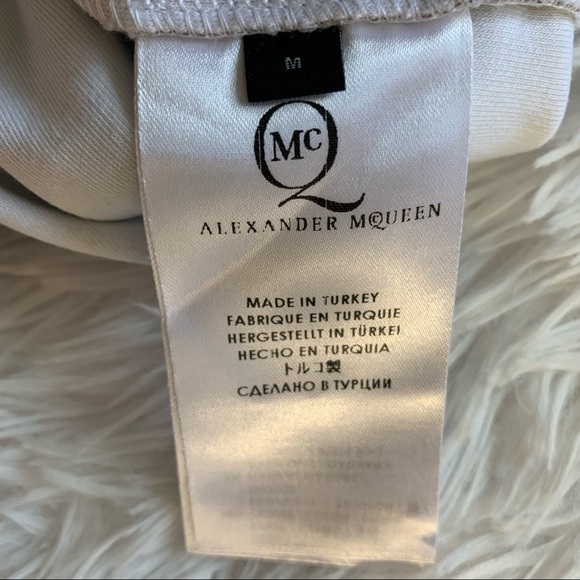 M
McQ
ALEXANDER McQUEEN
MADE IN TURKEY
FABRIQUE EN TURQUIE
HERGESTELLT IN TÜRKEI
HECHO EN TURQUIA
トルコ製
СДЕЛАНО В ТУРЦИИ